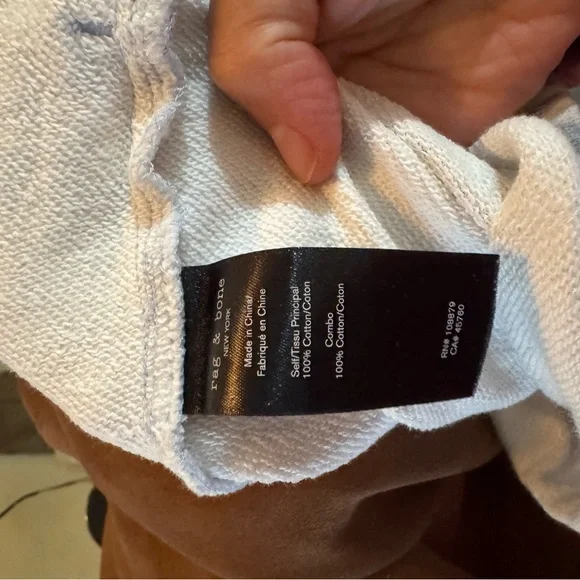 rag & bone
NEW YORK
Made in China/
Fabriqué en Chine
Self/Tissu Principal
100% Cotton/Coton
Combo
100% Cotton/Coton
RN# 108879
CA# 45760